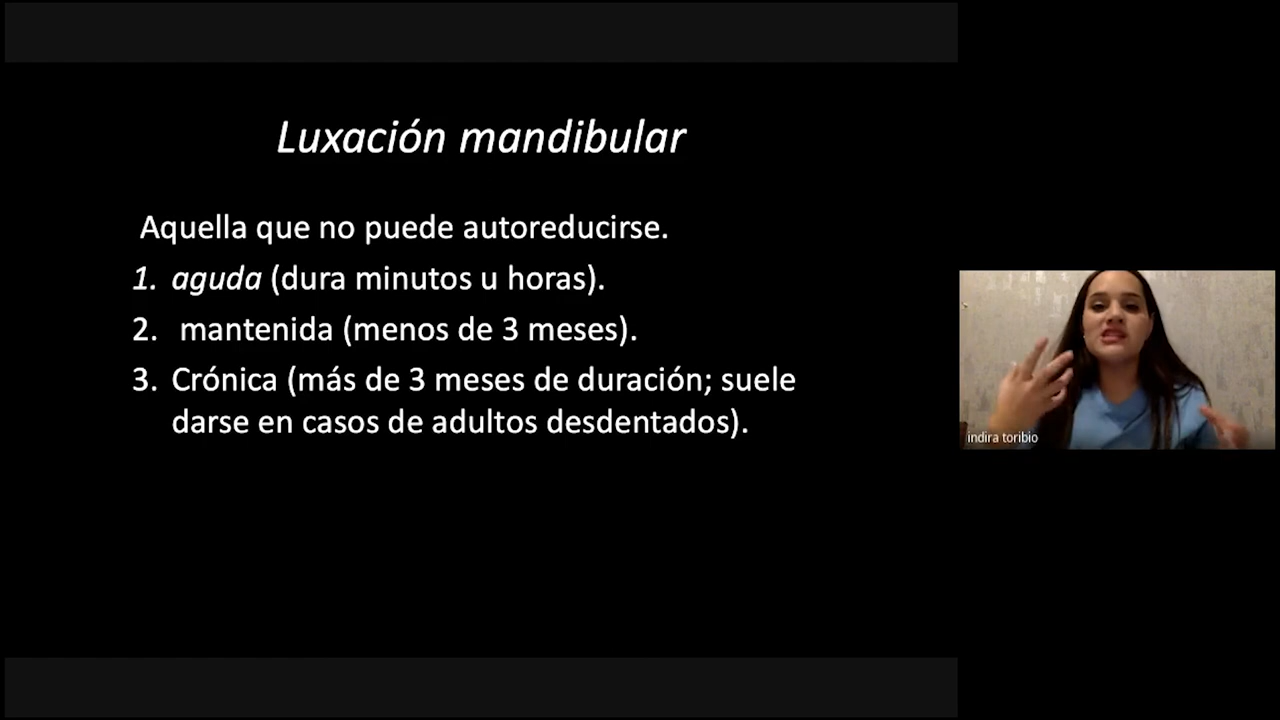 Luxación mandibular
Aquella que no puede autoreducirse.
1. aguda (dura minutos u horas).
2. mantenida (menos de 3 meses).
3. Crónica (más de 3 meses de duración; suele
darse en casos de adultos desdentados).
indira toribio